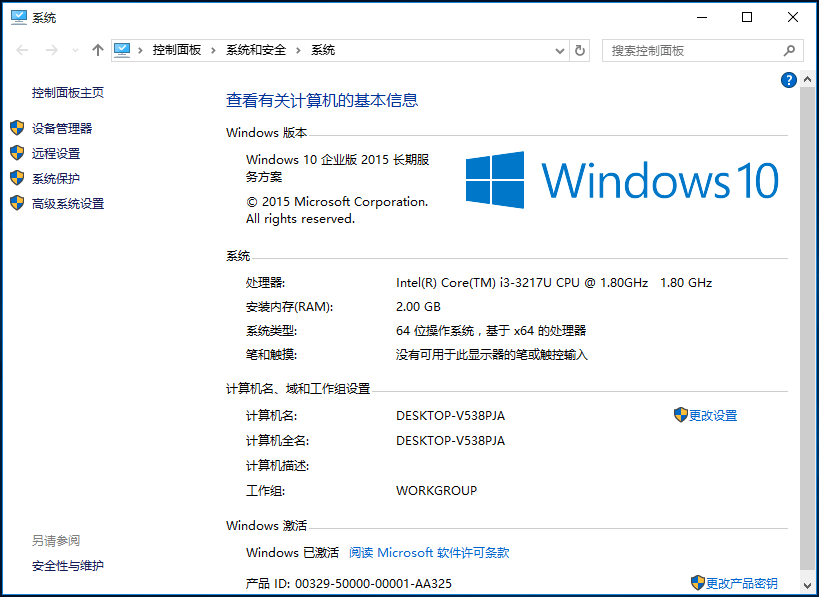 系统
控制面板 系统和安全 系统
搜索控制面板
控制面板主页
设备管理器
远程设置
系统保护
高级系统设置
另请参阅
安全性与维护
查看有关计算机的基本信息
Windows 版本
Windows 10 企业版 2015 长期服
务方案
© 2015 Microsoft Corporation.
All rights reserved.
Windows 10
系统
处理器: Intel(R) Core(TM) i3-3217U CPU @ 1.80GHz 1.80 GHz
安装内存(RAM): 2.00 GB
系统类型: 64 位操作系统，基于 x64 的处理器
笔和触摸: 没有可用于此显示器的笔或触控输入
计算机名、域和工作组设置
计算机名: DESKTOP-V538PJA 更改设置
计算机全名: DESKTOP-V538PJA
计算机描述:
工作组: WORKGROUP
Windows 激活
Windows 已激活 阅读 Microsoft 软件许可条款
产品 ID: 00329-50000-00001-AA325 更改产品密钥